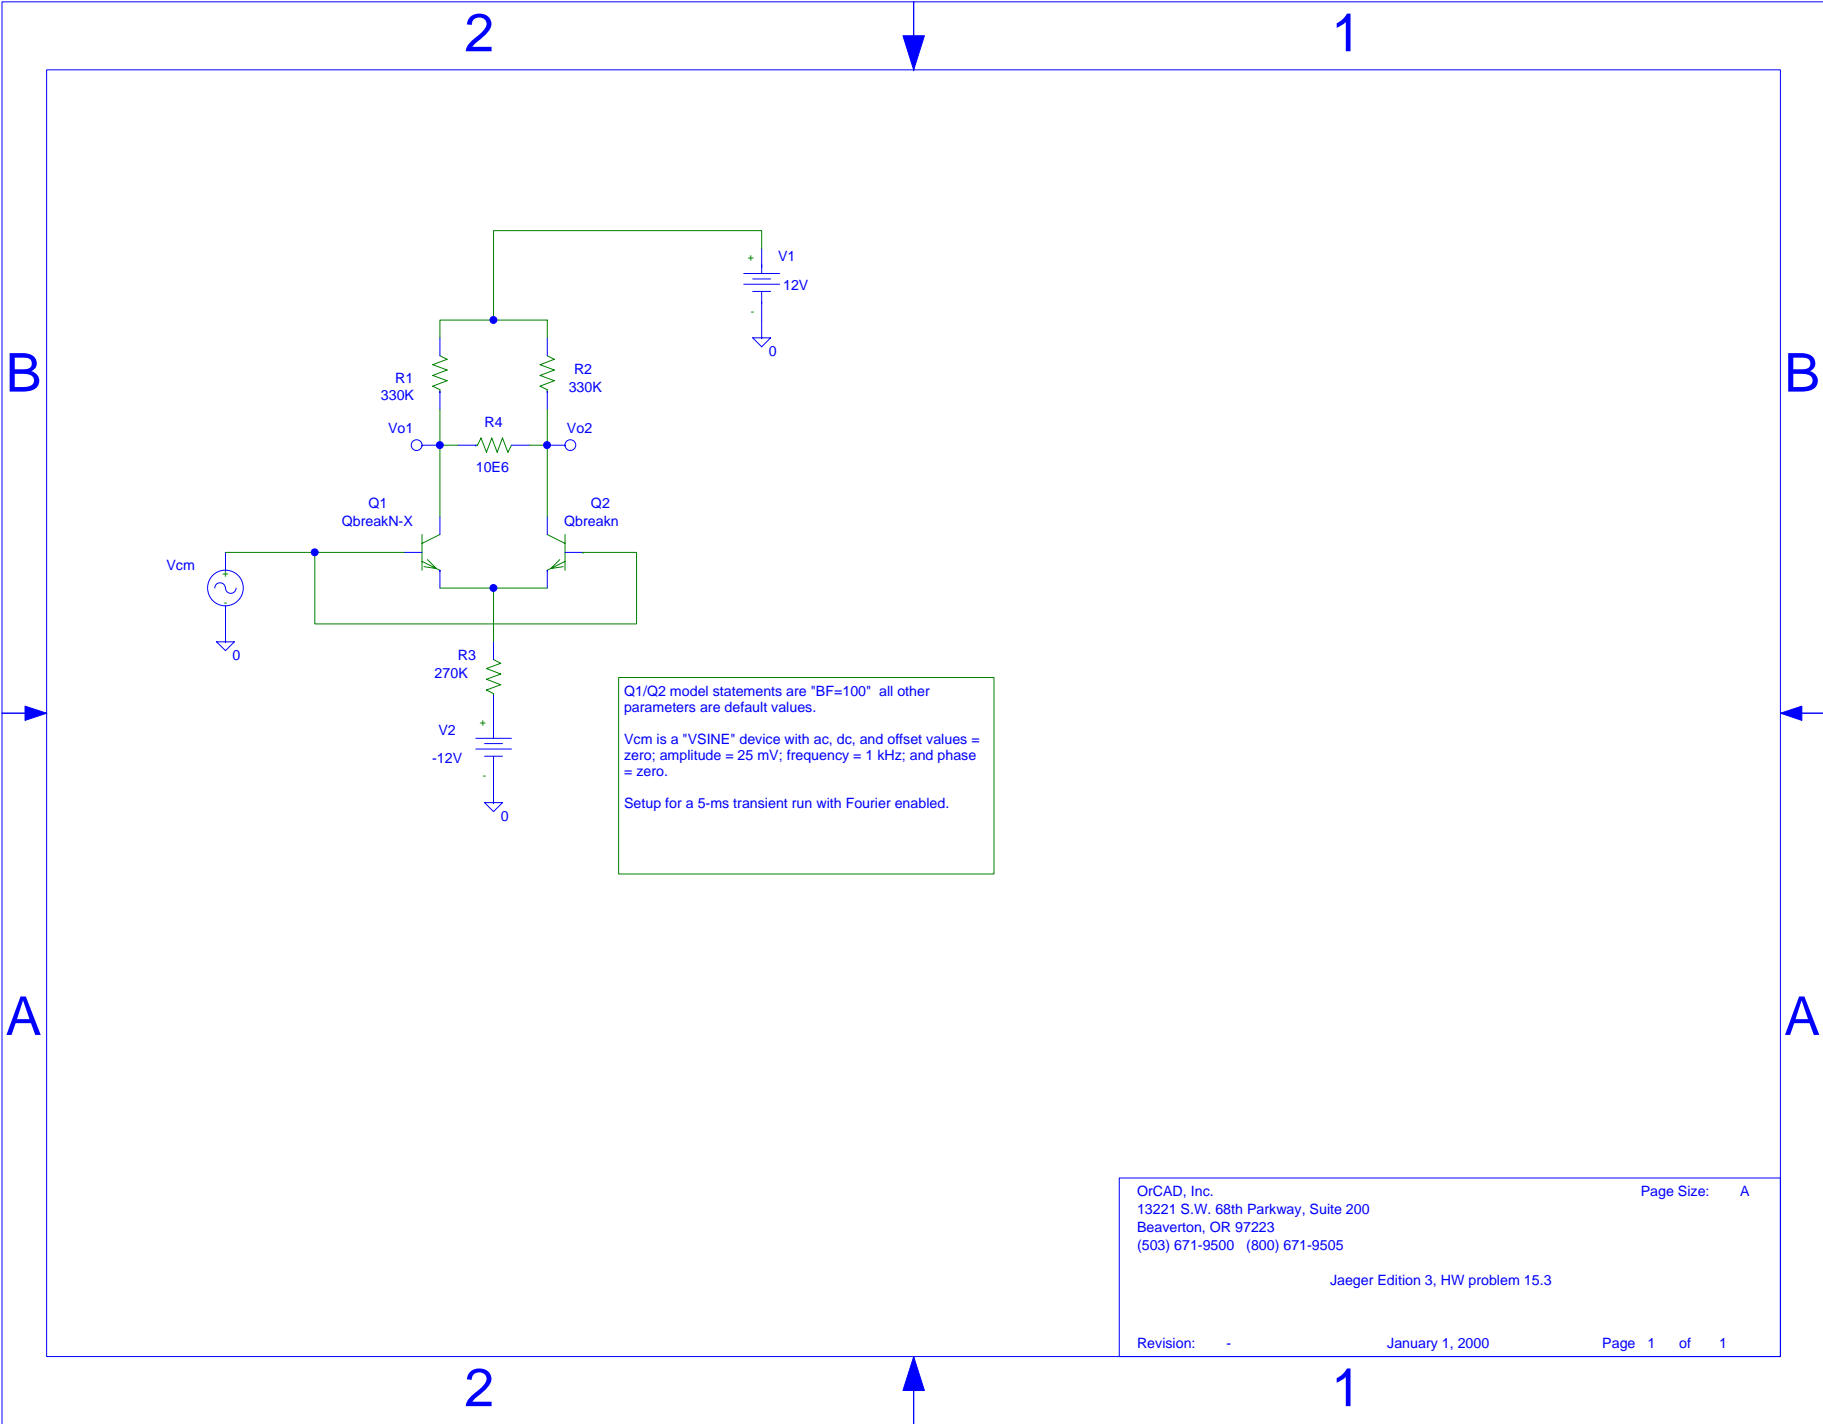 2
1
V1
+
12V
-
0
B
B
R1
330K
R2
330K
R4
Vo1
Vo2
10E6
Q1
QbreakN-X
Q2
Qbreakn
Vcm
+
-
0
R3
270K
V2
+
-12V
-
0
Q1/Q2 model statements are "BF=100"  all other
parameters are default values.
Vcm is a "VSINE" device with ac, dc, and offset values =
zero; amplitude = 25 mV; frequency = 1 kHz; and phase
= zero.
Setup for a 5-ms transient run with Fourier enabled.
A
A
OrCAD, Inc.
Page Size: A
13221 S.W. 68th Parkway, Suite 200
Beaverton, OR 97223
(503) 671-9500   (800) 671-9505
Jaeger Edition 3, HW problem 15.3
Revision: - January 1, 2000 Page 1 of 1
2
1